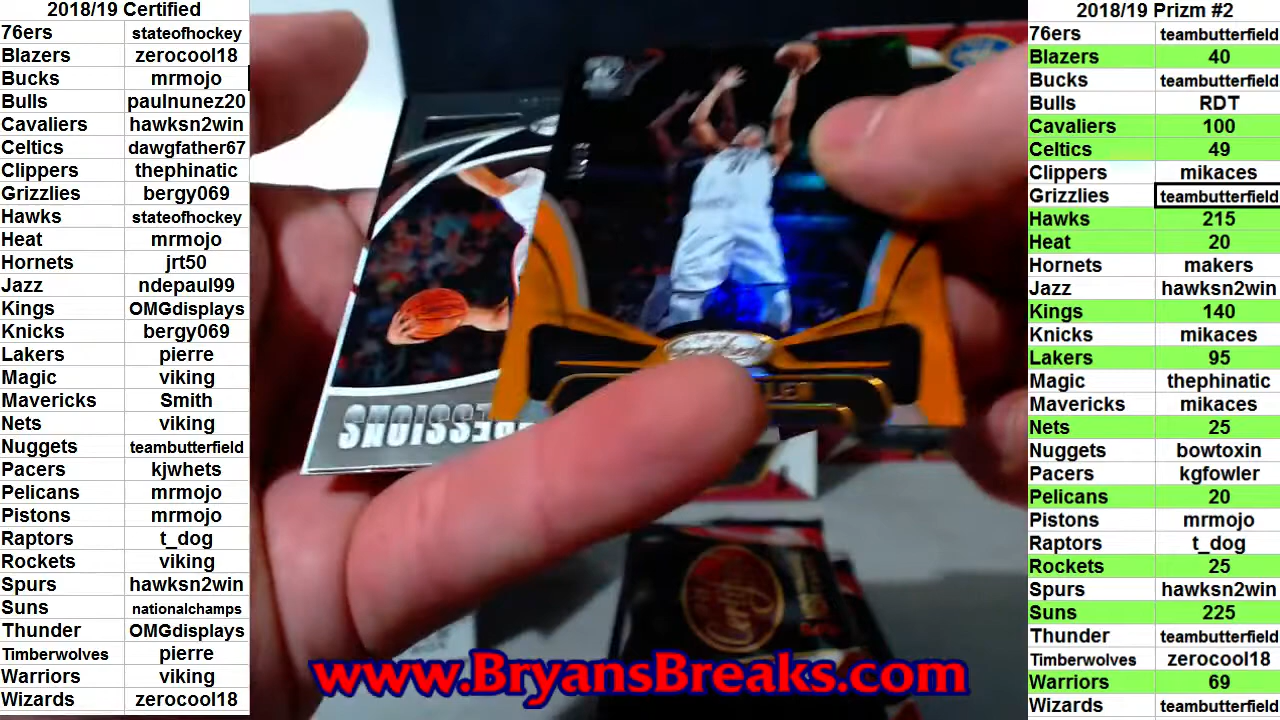 2018/19 Certified
76ers stateofhockey
Blazers zerocool18
Bucks mrmojo
Bulls paulnunez20
Cavaliers hawksn2win
Celtics dawgfather67
Clippers thephinatic
Grizzlies bergy069
Hawks stateofhockey
Heat mrmojo
Hornets jrt50
Jazz ndepaul99
Kings OMGdisplays
Knicks bergy069
Lakers pierre
Magic viking
Mavericks Smith
Nets viking
Nuggets teambutterfield
Pacers kjwhets
Pelicans mrmojo
Pistons mrmojo
Raptors t_dog
Rockets viking
Spurs hawksn2win
Suns nationalchamps
Thunder OMGdisplays
Timberwolves pierre
Warriors viking
Wizards zerocool18
www.BryansBreaks.com
2018/19 Prizm #2
76ers teambutterfield
Blazers 40
Bucks teambutterfield
Bulls RDT
Cavaliers 100
Celtics 49
Clippers mikaces
Grizzlies teambutterfield
Hawks 215
Heat 20
Hornets makers
Jazz hawksn2win
Kings 140
Knicks mikaces
Lakers 95
Magic thephinatic
Mavericks mikaces
Nets 25
Nuggets bowtoxin
Pacers kgfowler
Pelicans 20
Pistons mrmojo
Raptors t_dog
Rockets 25
Spurs hawksn2win
Suns 225
Thunder teambutterfield
Timberwolves zerocool18
Warriors 69
Wizards teambutterfield